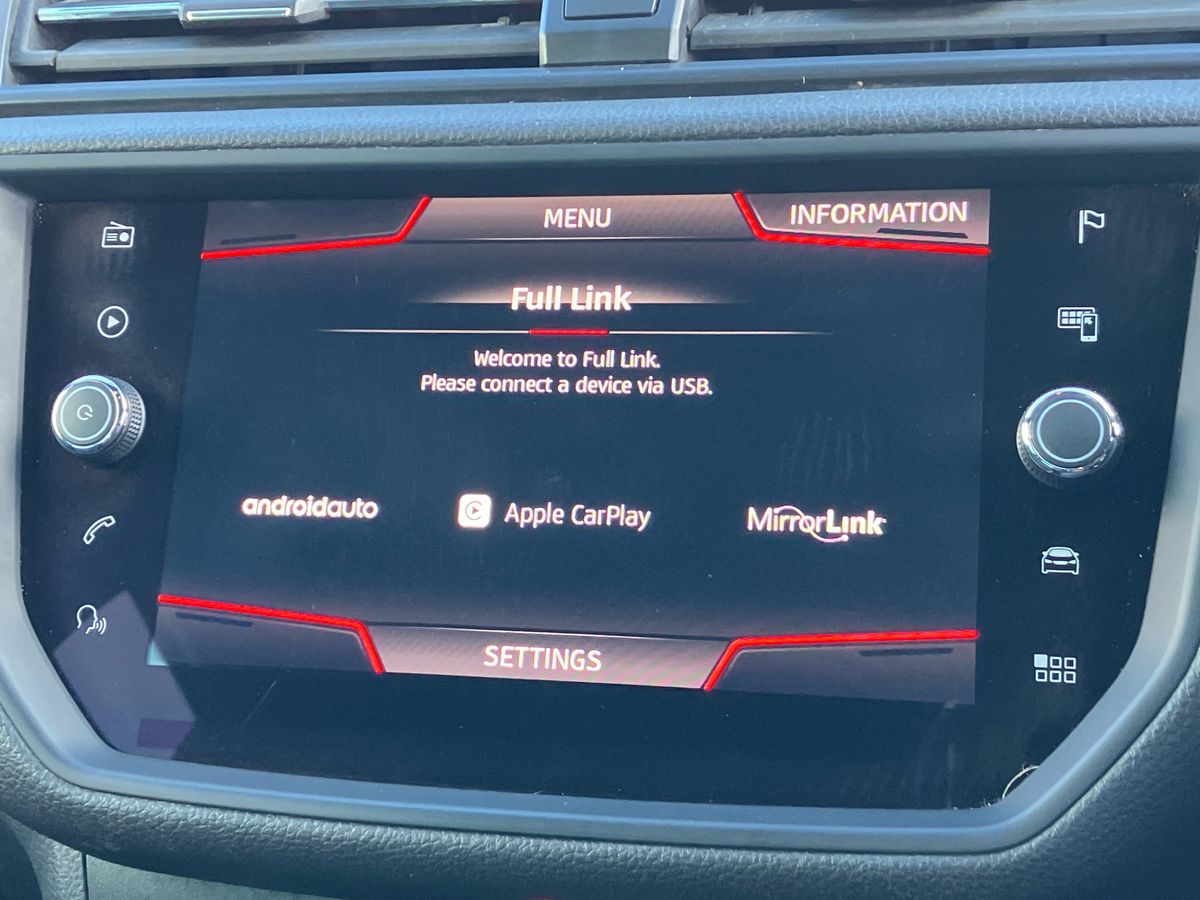 MENU
INFORMATION
Full Link
Welcome to Full Link.
Please connect a device via USB.
androidauto
Apple CarPlay
MirrorLink
SETTINGS